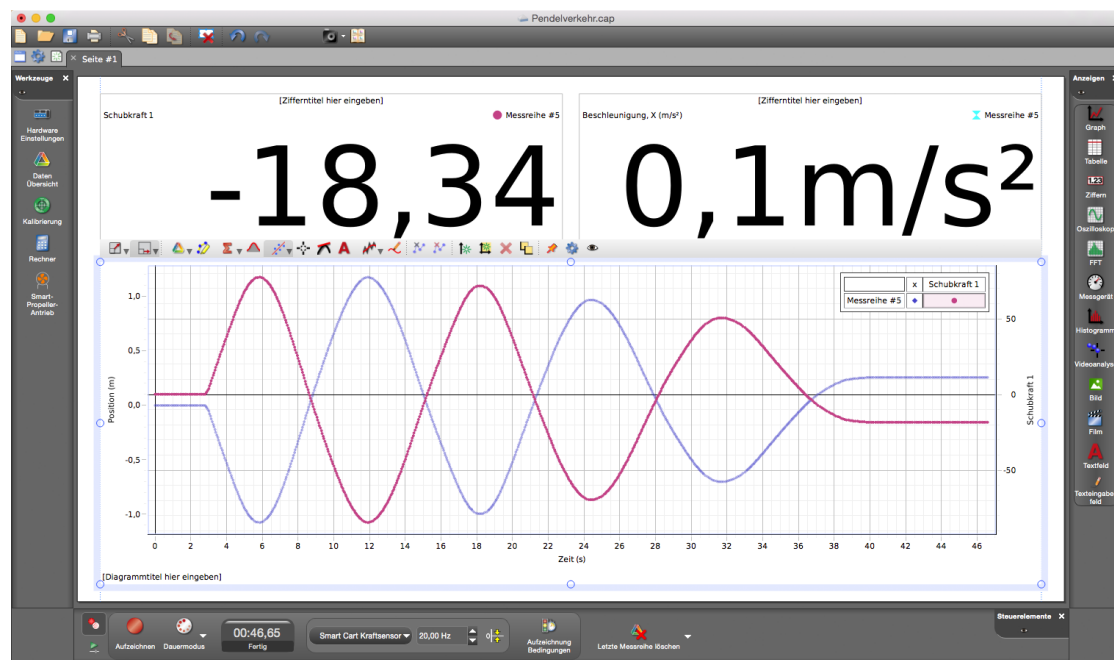 Pendelverkehr.cap
Seite #1
Werkzeuge X
Hardware
Einstellungen
Daten
Übersicht
Kalibrierung
Rechner
Smart-
Propeller-
Antrieb
[Zifferntitel hier eingeben]
Schubkraft 1
Messreihe #5
-18,34
[Zifferntitel hier eingeben]
Beschleunigung, X (m/s²)
Messreihe #5
0,1m/s²
x Schubkraft 1
Messreihe #5
Position (m)
1,0
0,5
0,0
-0,5
-1,0
50
0
-50
Schubkraft 1
0 2 4 6 8 10 12 14 16 18 20 22 24 26 28 30 32 34 36 38 40 42 44 46
Zeit (s)
[Diagrammtitel hier eingeben]
Anzeigen
Graph
Tabelle
1.23
Ziffern
Oszilloskop
FFT
Messgerät
Histogramm
Videoanalyse
Bild
Film
A
Textfeld
Texteingabe
feld
Aufzeichnen
Dauermodus
00:46,65
Fertig
Smart Cart Kraftsensor
20,00 Hz
Aufzeichnung
Bedingungen
Letzte Messreihe löschen
Steuerelemente X